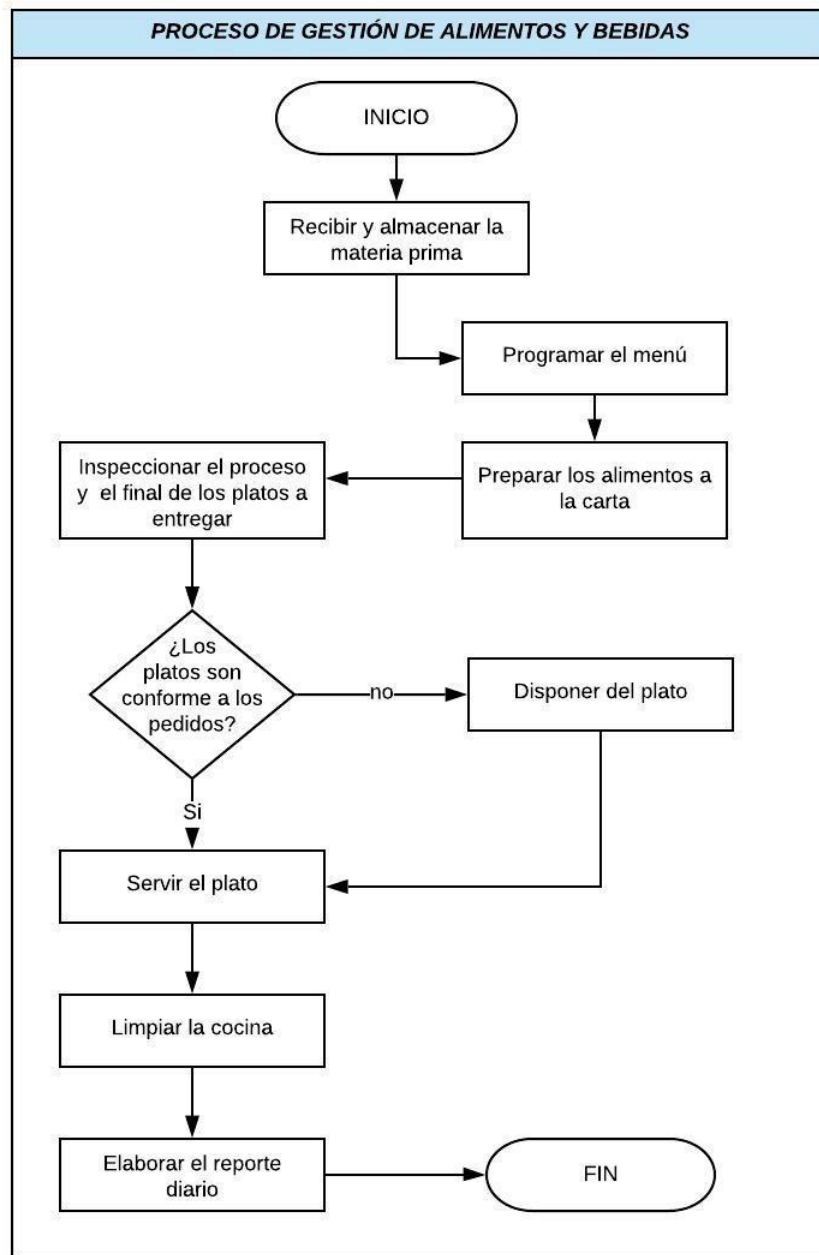 PROCESO DE GESTIÓN DE ALIMENTOS Y BEBIDAS
INICIO
Recibir y almacenar la
materia prima
Programar el menú
Preparar los alimentos a
la carta
Inspeccionar el proceso
y el final de los platos a
entregar
¿Los
platos son
conforme a los
pedidos?
no
Disponer del plato
Si
Servir el plato
Limpiar la cocina
Elaborar el reporte
diario
FIN